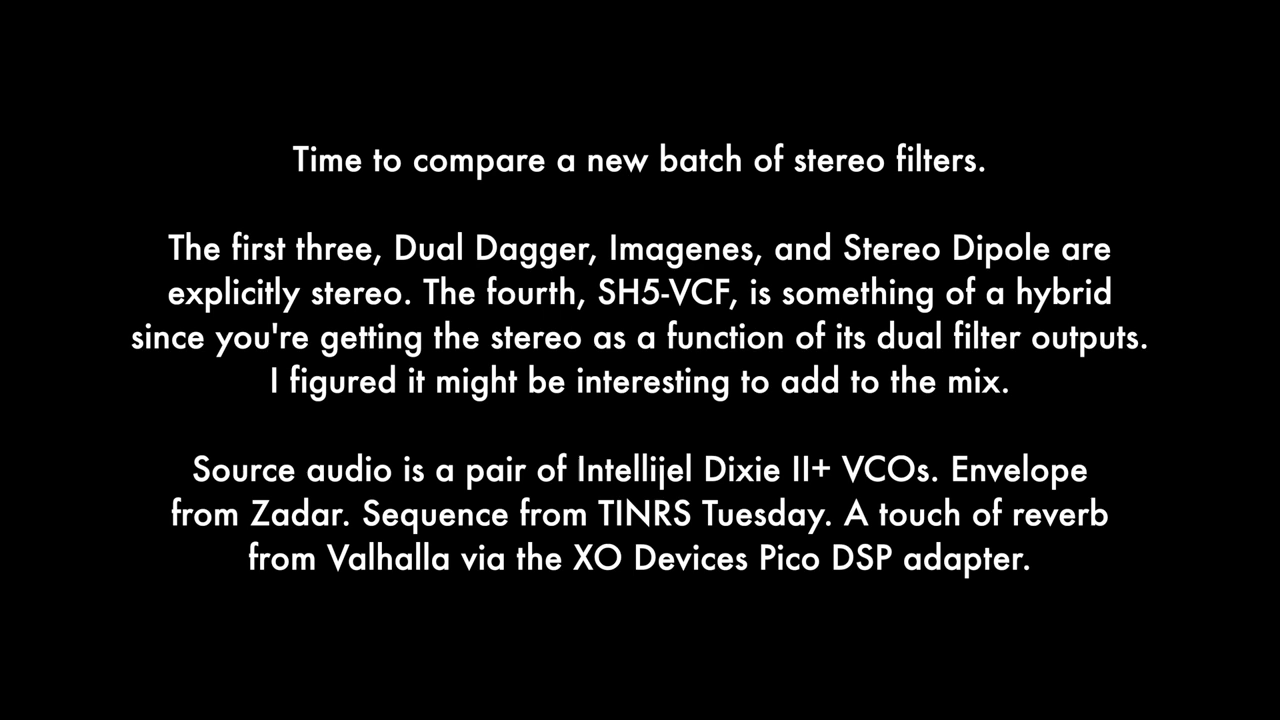 Time to compare a new batch of stereo filters.
The first three, Dual Dagger, Imagenes, and Stereo Dipole are
explicitly stereo. The fourth, SH5-VCF, is something of a hybrid
since you're getting the stereo as a function of its dual filter outputs.
I figured it might be interesting to add to the mix.
Source audio is a pair of Intellijel Dixie II+ VCOs. Envelope
from Zadar. Sequence from TINRS Tuesday. A touch of reverb
from Valhalla via the XO Devices Pico DSP adapter.